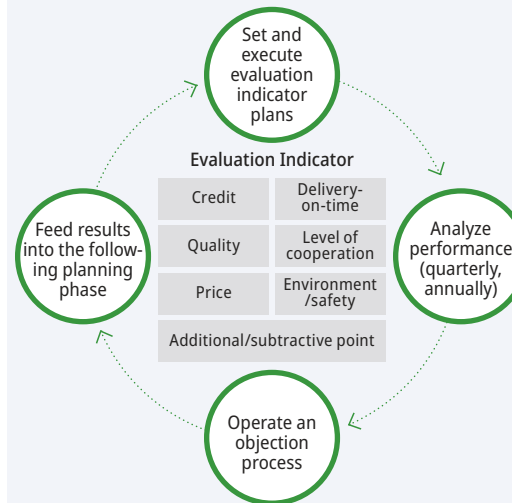 Set and
execute
evaluation
indicator
plans
Evaluation Indicator
Credit
Delivery-
on-time
Quality
Level of
cooperation
Price
Environment
/safety
Additional/subtractive point
Feed results
into the follow-
ing planning
phase
Analyze
performance
(quarterly,
annually)
Operate an
objection
process